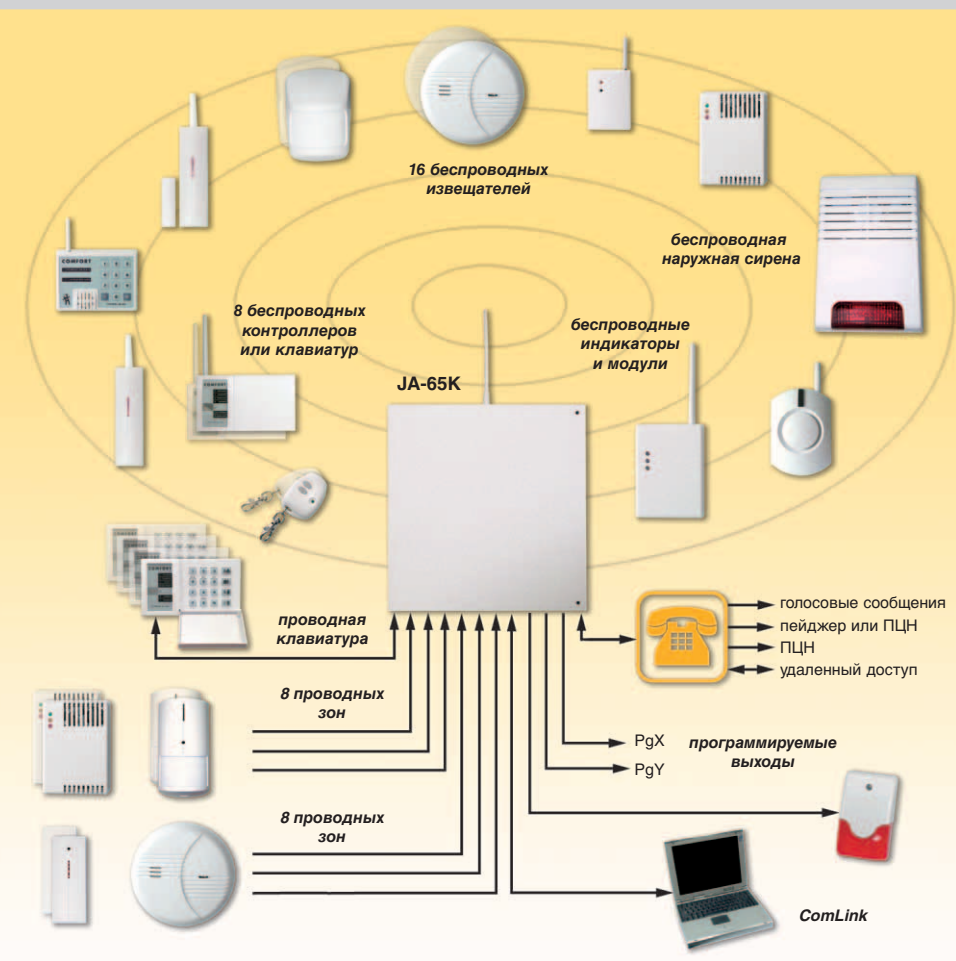 16 беспроводных
извещателей
беспроводная
наружная сирена
COMFORT
8 беспроводных
контроллеров
или клавиатур
беспроводные
индикаторы
и модули
JA-65K
проводная
клавиатура
голосовые сообщения
пейджер или ПЦН
ПЦН
удаленный доступ
8 проводных
зон
PgX
PgY
программируемые
выходы
8 проводных
зон
ComLink